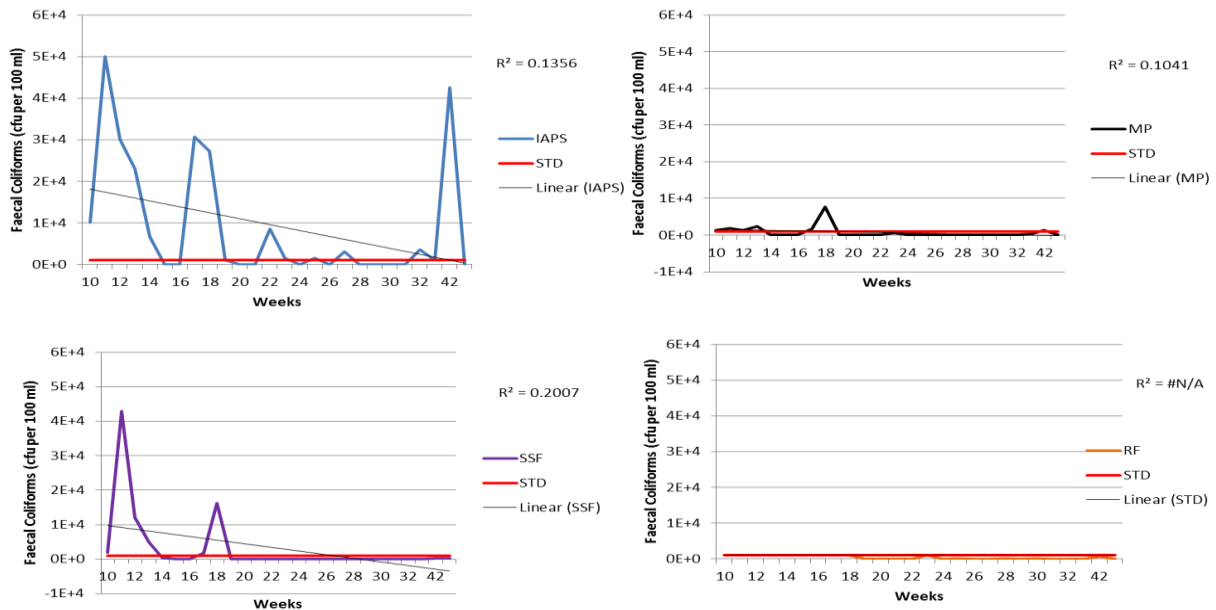 Faecal Coliforms (cfu per 100 ml)
6E+4
5E+4
4E+4
3E+4
2E+4
1E+4
0E+0
10 12 14 16 18 20 22 24 26 28 30 32 42
Weeks
R² = 0.1356
IAPS
STD
Linear (IAPS)
Faecal Coliforms (cfu per 100 ml)
6E+4
5E+4
4E+4
3E+4
2E+4
1E+4
0E+0
-1E+4
10 12 14 16 18 20 22 24 26 28 30 32 42
Weeks
R² = 0.1041
MP
STD
Linear (MP)
Faecal Coliforms (cfu per 100 ml)
6E+4
5E+4
4E+4
3E+4
2E+4
1E+4
0E+0
-1E+4
10 12 14 16 18 20 22 24 26 28 30 32 42
Weeks
R² = 0.2007
SSF
STD
Linear (SSF)
Faecal Coliforms (cfu per 100 ml)
6E+4
5E+4
4E+4
3E+4
2E+4
1E+4
0E+0
10 12 14 16 18 20 22 24 26 28 30 32 42
Weeks
R² = #N/A
RF
STD
Linear (STD)